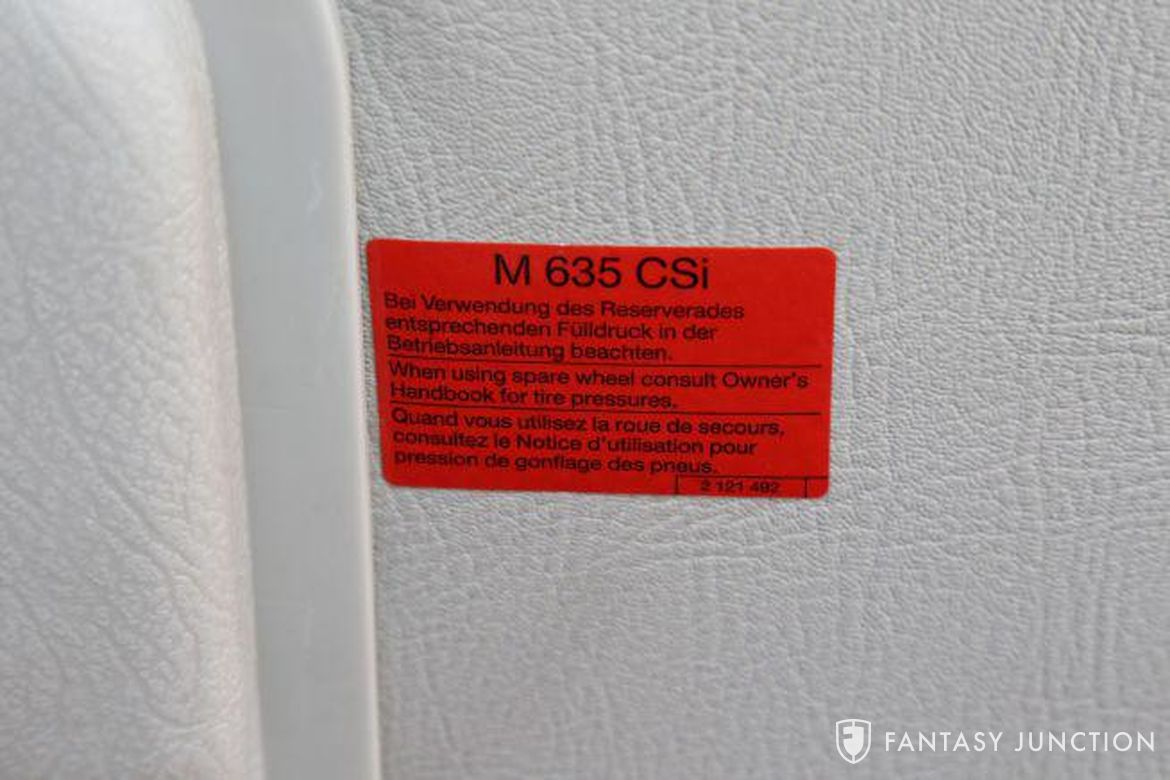 M 635 CSi
Bei Verwendung des Reserverades
entsprechenden Fülldruck in der
Betriebsanleitung beachten.
When using spare wheel consult Owner's
Handbook for tire pressures.
Quand vous utilisez la roue de secours,
consultez le Notice d'utilisation pour
pression de gonflage des pneus.
2 121 492
FANTASY JUNCTION